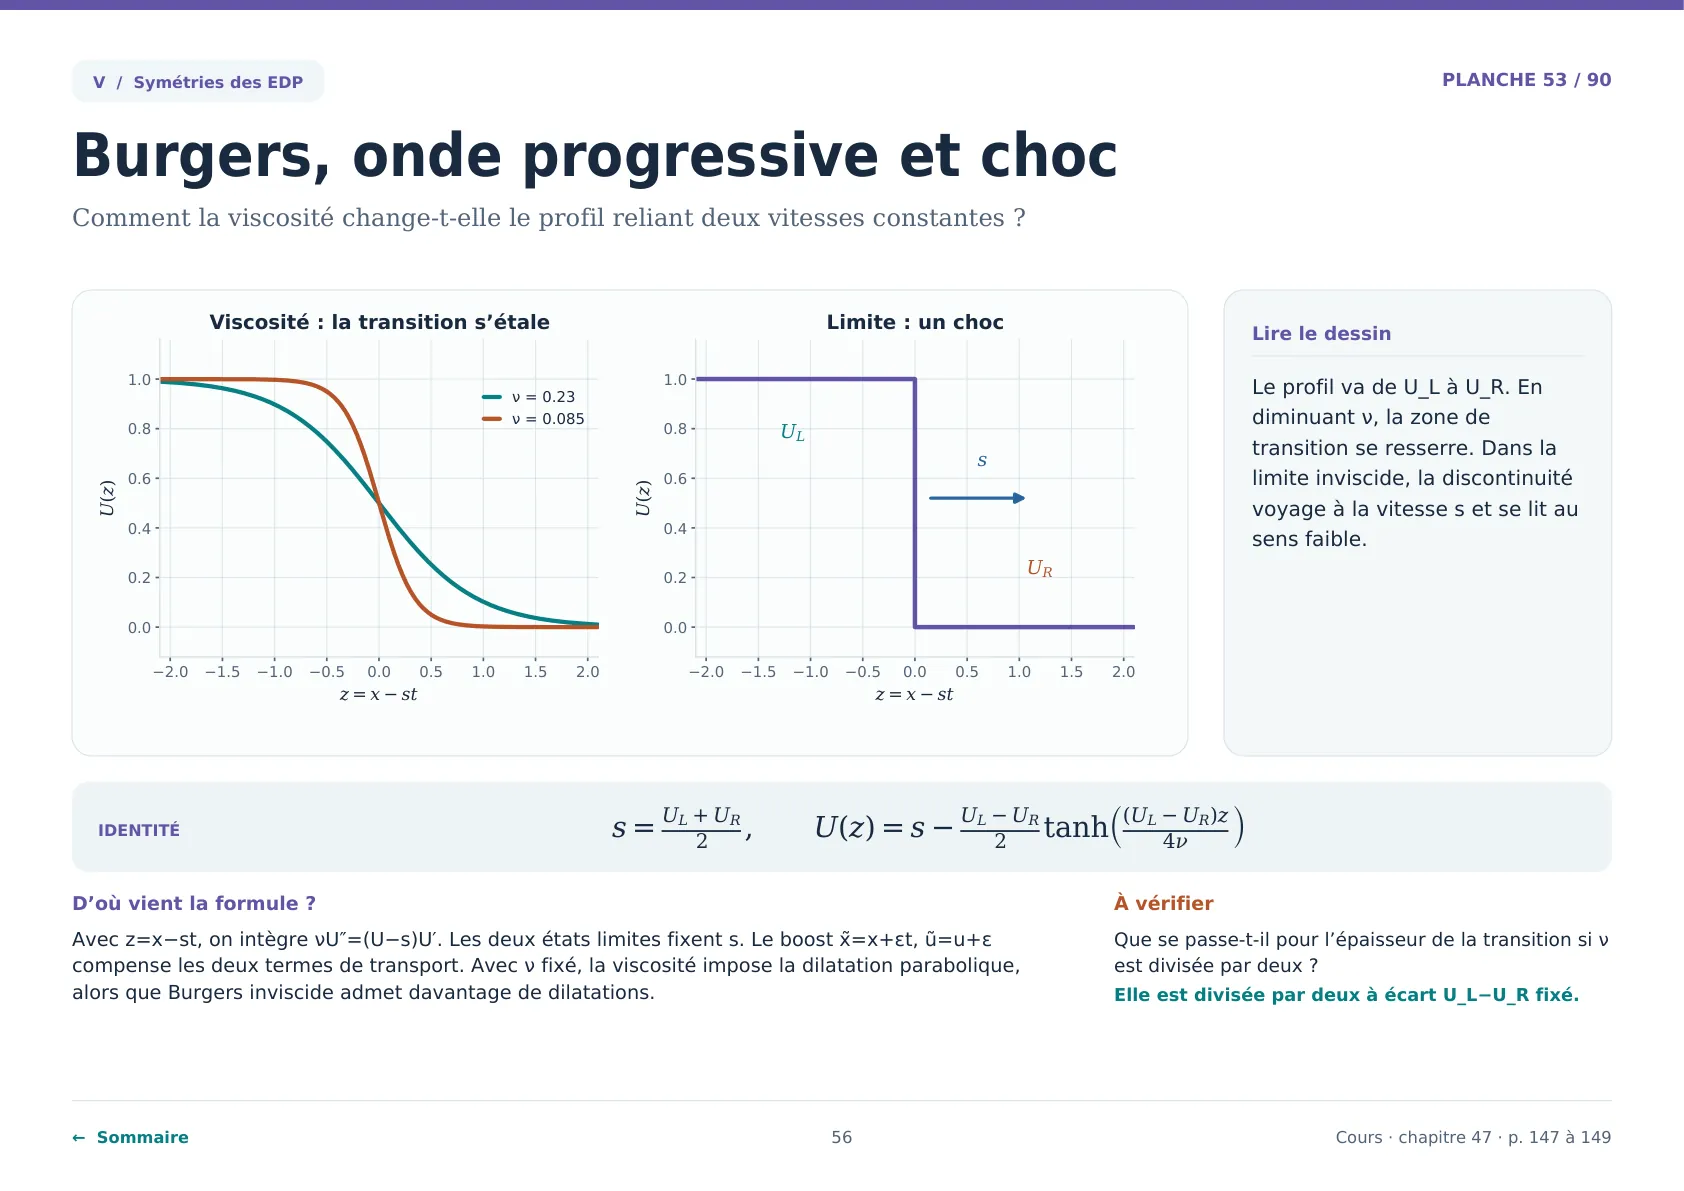 V / Symétries des EDP
PLANCHE 53 / 90
Burgers, onde progressive et choc
Comment la viscosité change-t-elle le profil reliant deux vitesses constantes ?
Viscosité : la transition s’étale
1.0
0.8
0.6
0.4
0.2
0.0
U(z)
ν = 0.23
ν = 0.085
−2.0 −1.5 −1.0 −0.5 0.0 0.5 1.0 1.5 2.0
z = x − st
Limite : un choc
1.0
0.8
0.6
0.4
0.2
0.0
U(z)
U_L
s
U_R
−2.0 −1.5 −1.0 −0.5 0.0 0.5 1.0 1.5 2.0
z = x − st
Lire le dessin
Le profil va de U_L à U_R. En
diminuant ν, la zone de
transition se resserre. Dans la
limite inviscide, la discontinuité
voyage à la vitesse s et se lit au
sens faible.
IDENTITÉ
s = (U_L + U_R)/2, U(z) = s − (U_L − U_R)/2 tanh((U_L − U_R)z/4ν)
D’où vient la formule ?
Avec z=x−st, on intègre νU″=(U−s)U′. Les deux états limites fixent s. Le boost x̃=x+εt, ũ=u+ε
compense les deux termes de transport. Avec ν fixé, la viscosité impose la dilatation parabolique,
alors que Burgers inviscide admet davantage de dilatations.
À vérifier
Que se passe-t-il pour l’épaisseur de la transition si ν
est divisée par deux ?
Elle est divisée par deux à écart U_L−U_R fixé.
← Sommaire
56
Cours · chapitre 47 · p. 147 à 149